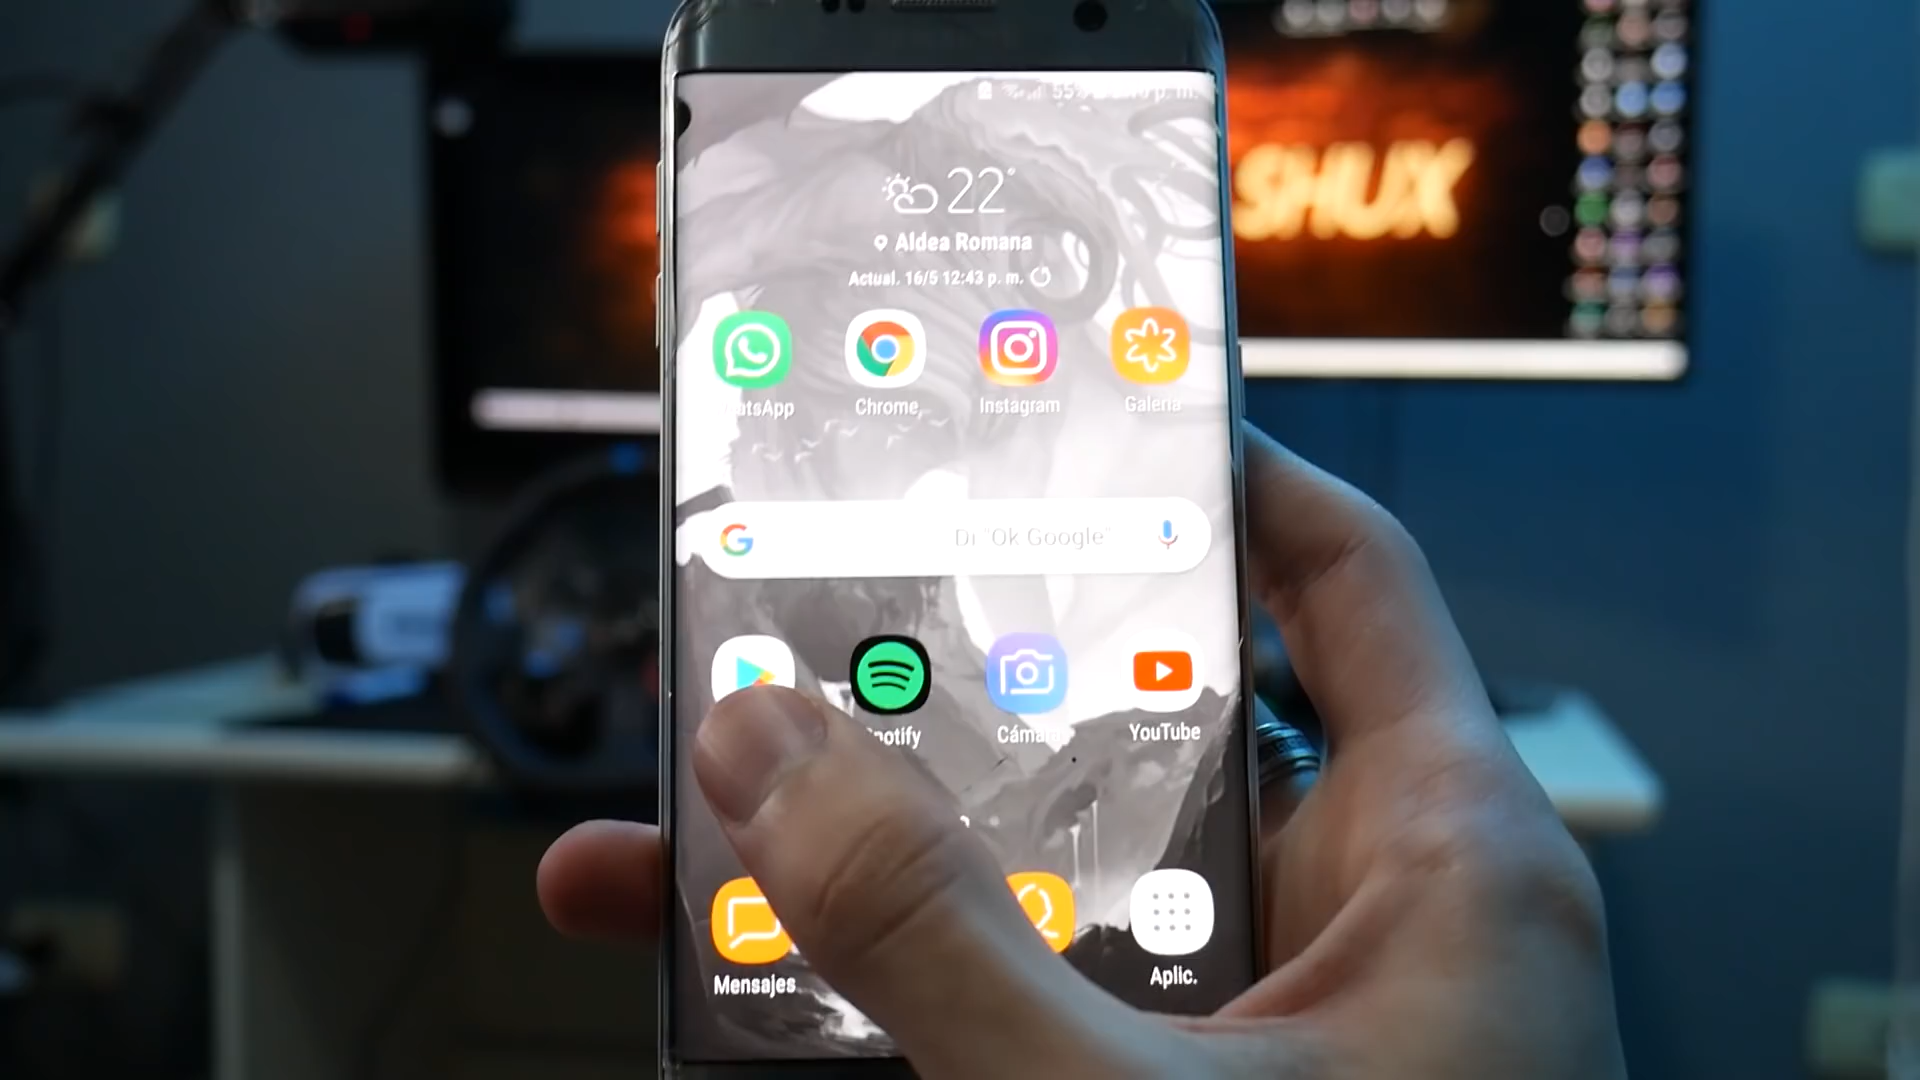 55%
p. m.
22°
Aldea Romana
Actual. 16/5 12:43 p. m.
SHUX
atsApp
Chrome
Instagram
Galería
G
Di "Ok Google"
potify
Cámara
YouTube
Mensajes
Aplic.